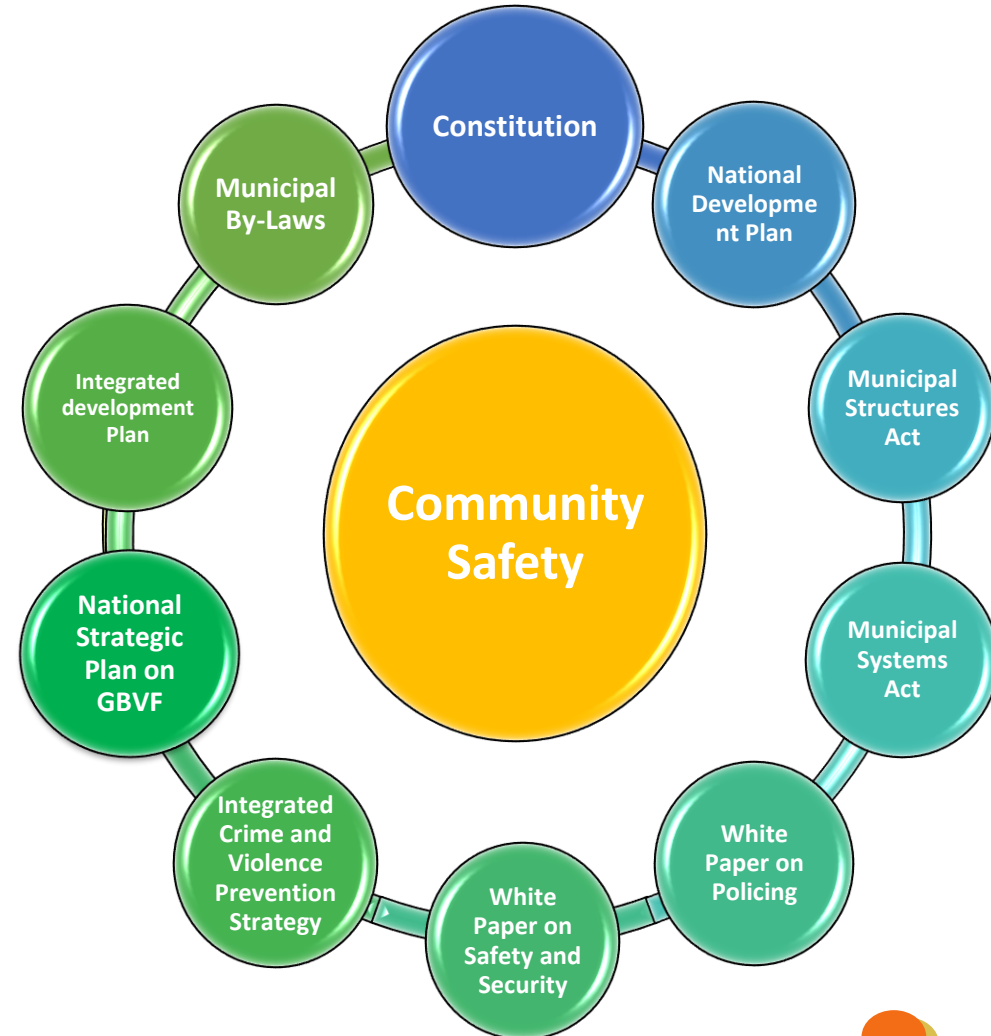 Constitution
National
Developme
nt Plan
Municipal
Structures
Act
Municipal
Systems
Act
White
Paper on
Policing
White
Paper on
Safety and
Security
Integrated
Crime and
Violence
Prevention
Strategy
National
Strategic
Plan on
GBVF
Integrated
development
Plan
Municipal
By-Laws
Community
Safety